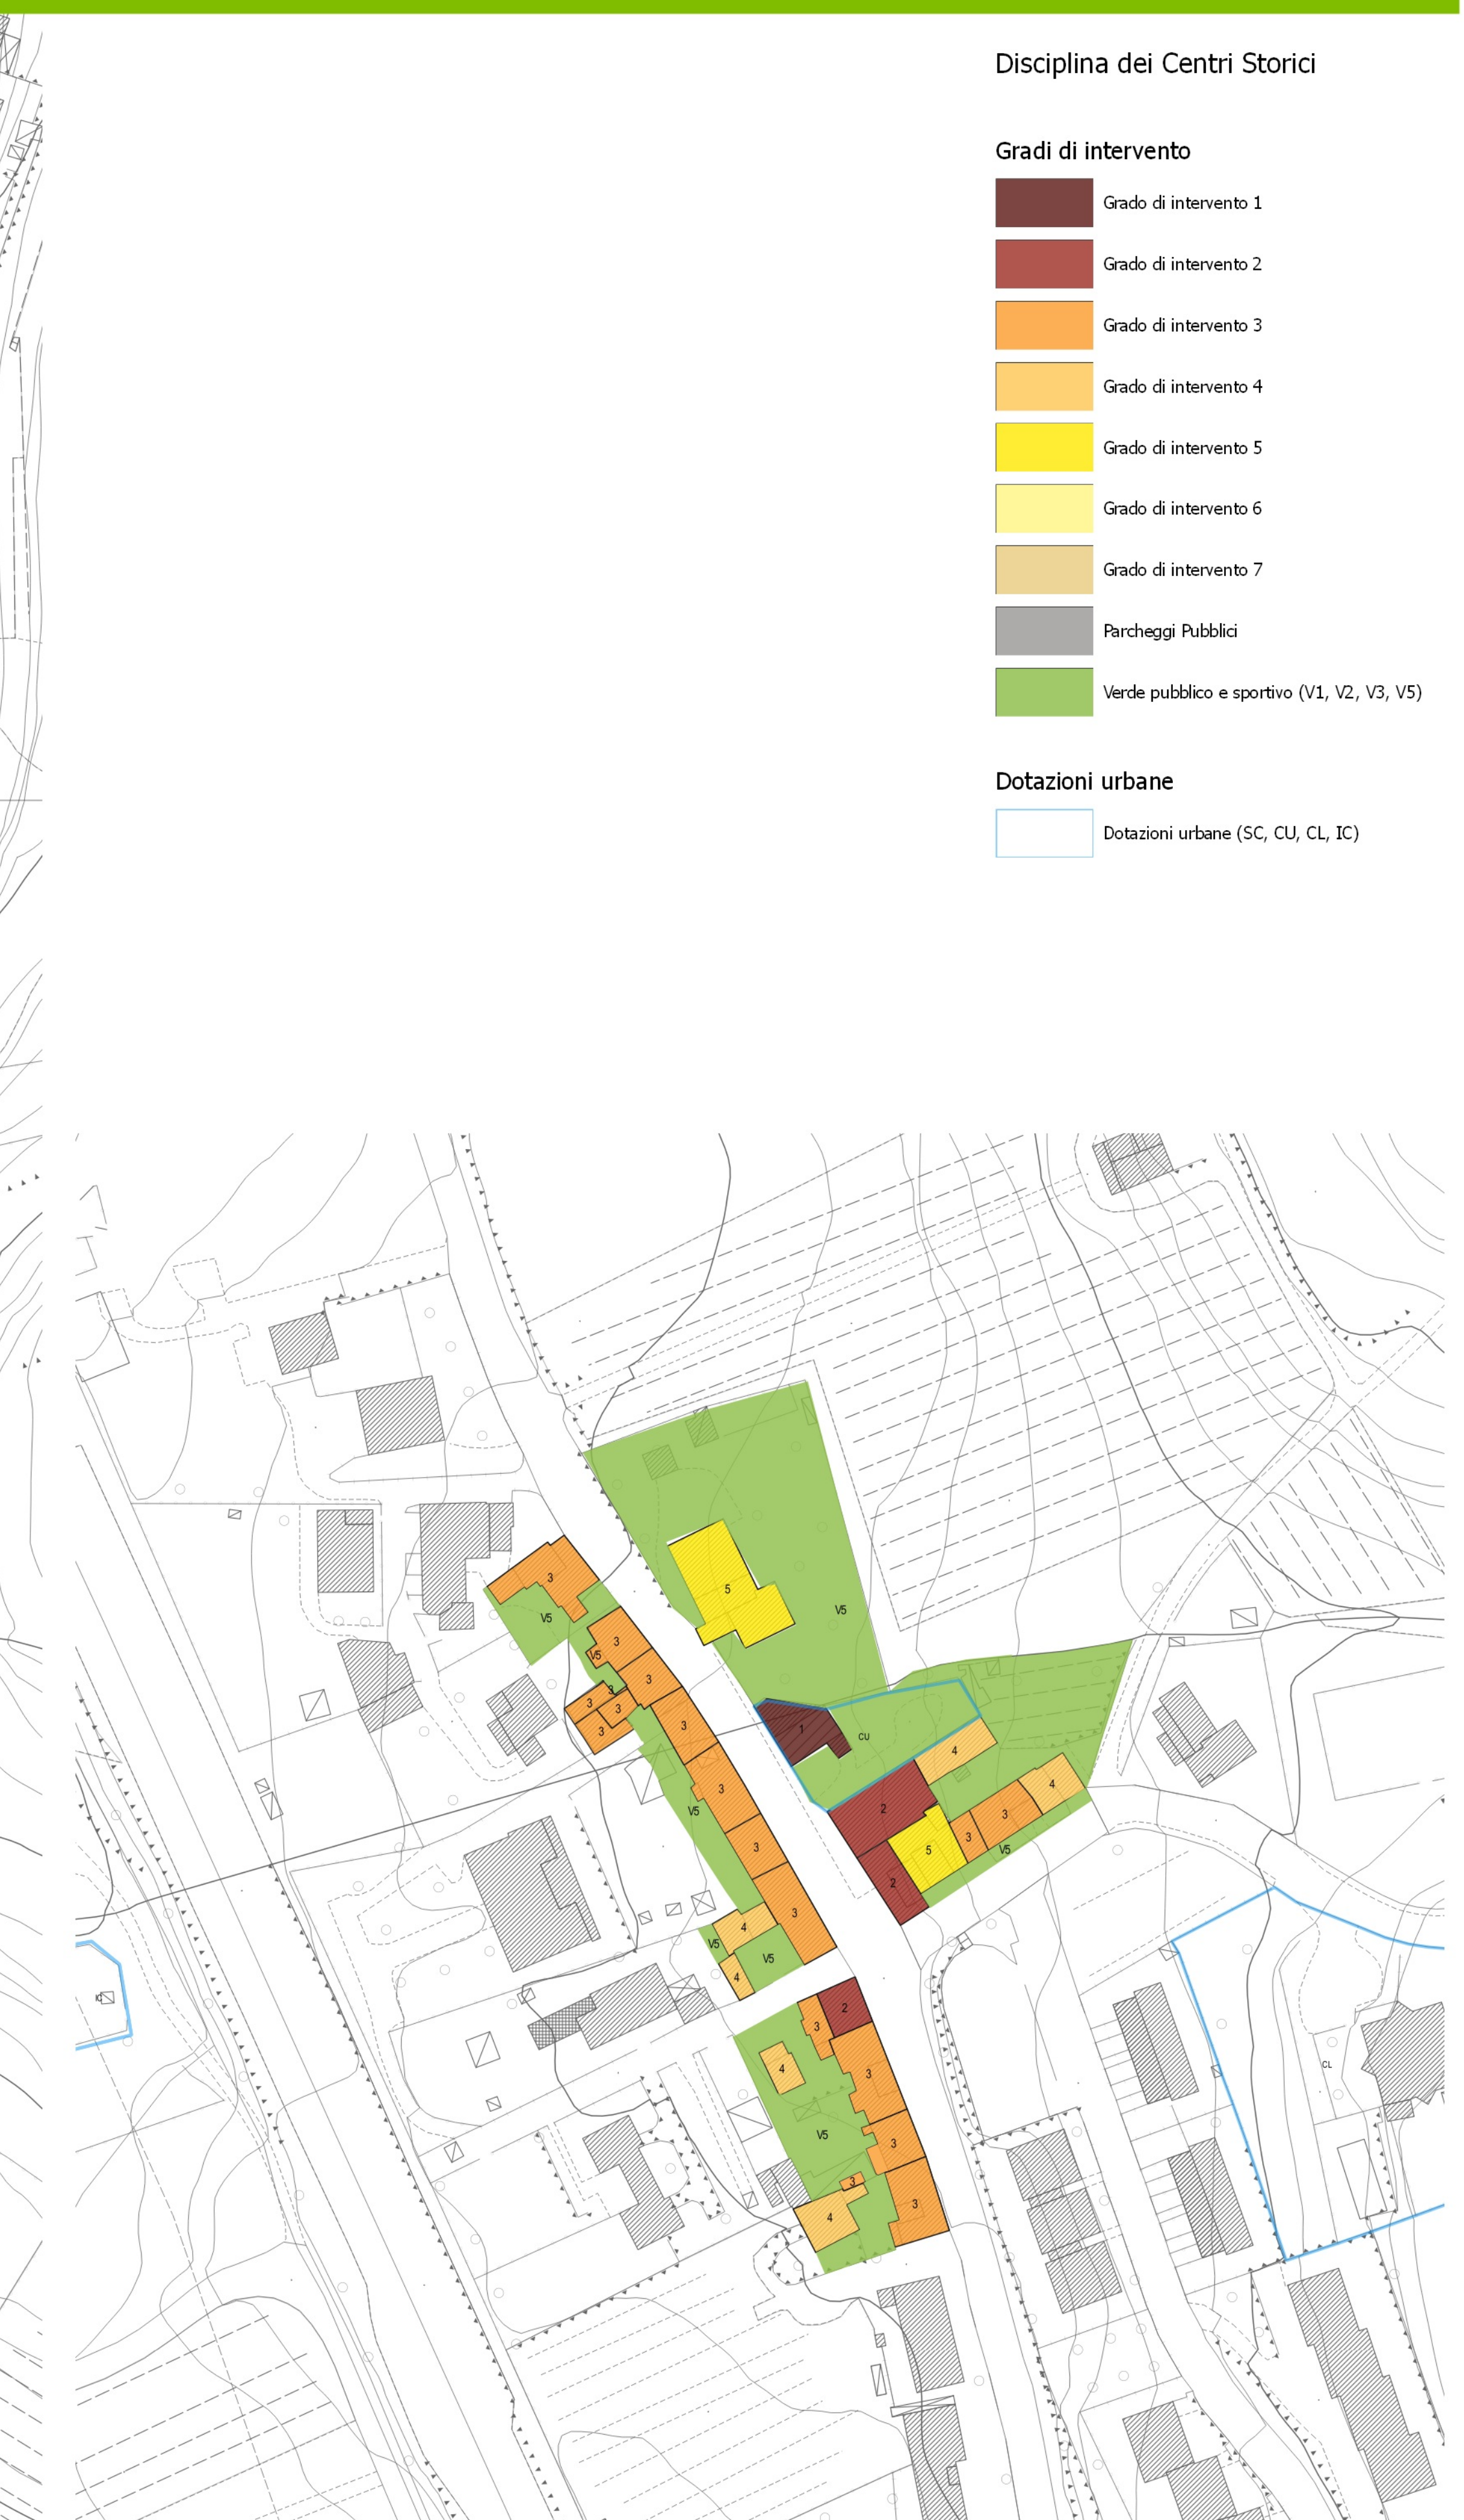 Disciplina dei Centri Storici
Gradi di intervento
Grado di intervento 1
Grado di intervento 2
Grado di intervento 3
Grado di intervento 4
Grado di intervento 5
Grado di intervento 6
Grado di intervento 7
Parcheggi Pubblici
Verde pubblico e sportivo (V1, V2, V3, V5)
Dotazioni urbane
Dotazioni urbane (SC, CU, CL, IC)
3
5
V5
V5
3
V5
3
3
3
3
3
3
1
CU
4
3
4
2
3
V5
3
3
5
V5
2
3
4
V5
V5
4
IC
2
3
CL
4
3
V5
3
3
3
4